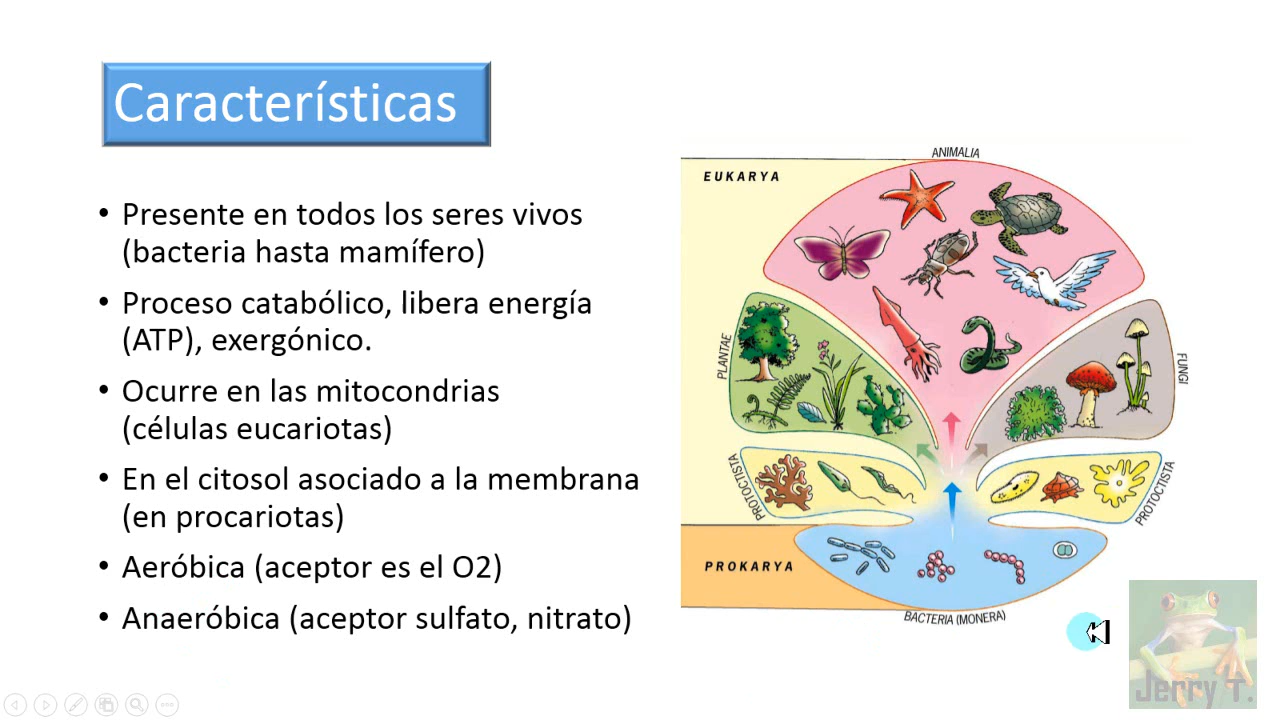 Características
• Presente en todos los seres vivos
(bacteria hasta mamífero)
• Proceso catabólico, libera energía
(ATP), exergónico.
• Ocurre en las mitocondrias
(células eucariotas)
• En el citosol asociado a la membrana
(en procariotas)
• Aeróbica (aceptor es el O2)
• Anaeróbica (aceptor sulfato, nitrato)
ANIMALIA
EUKARYA
PLANTAE
FUNGI
PROTOCTISTA
PROTOCTISTA
PROKARYA
BACTERIA (MONERA)
Jerry T.